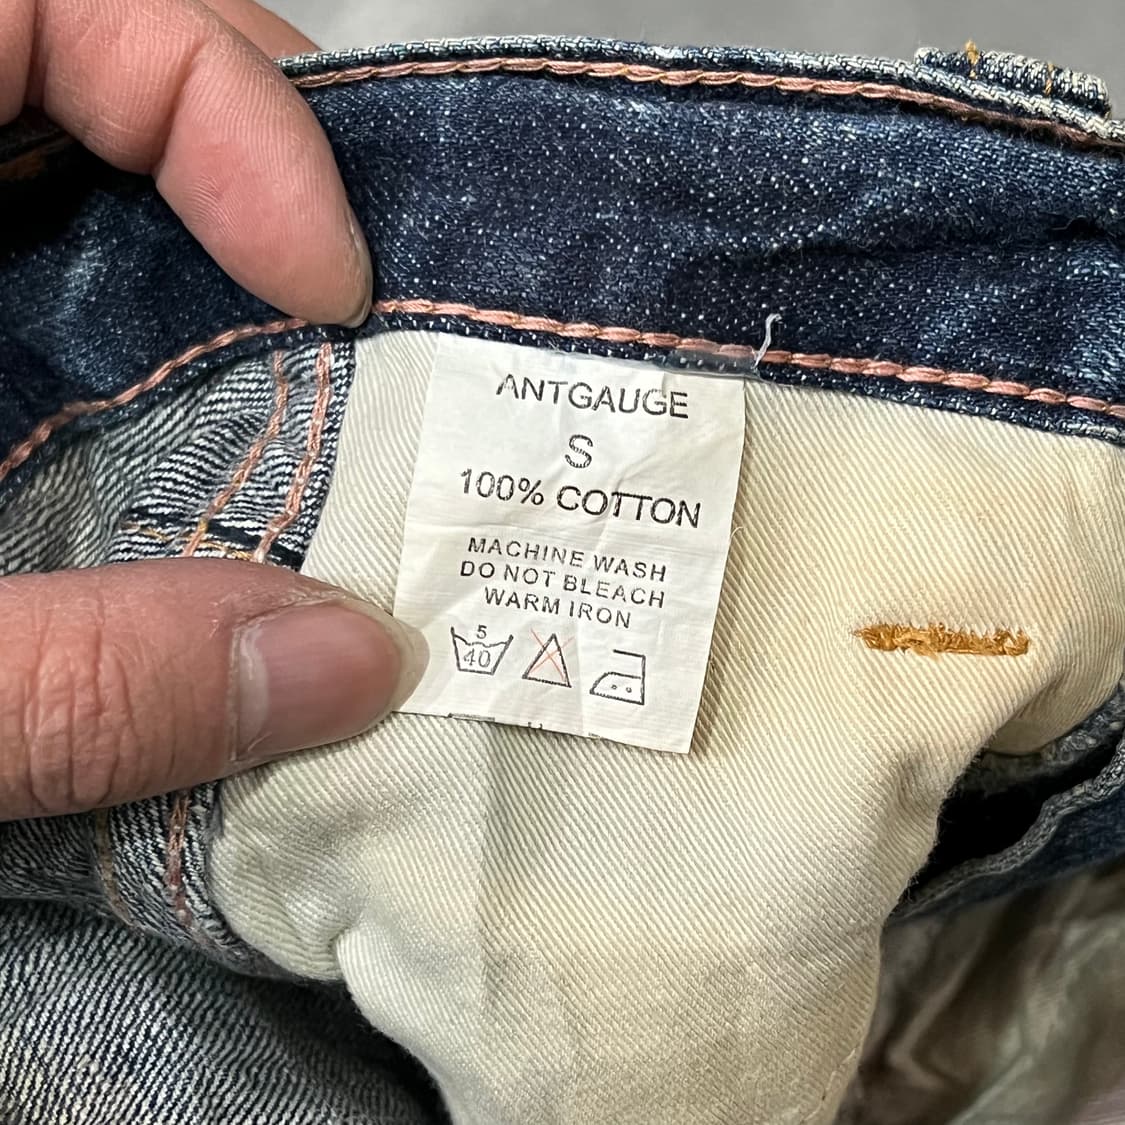 ANTGAUGE
S
100% COTTON
MACHINE WASH
DO NOT BLEACH
WARM IRON
5
40